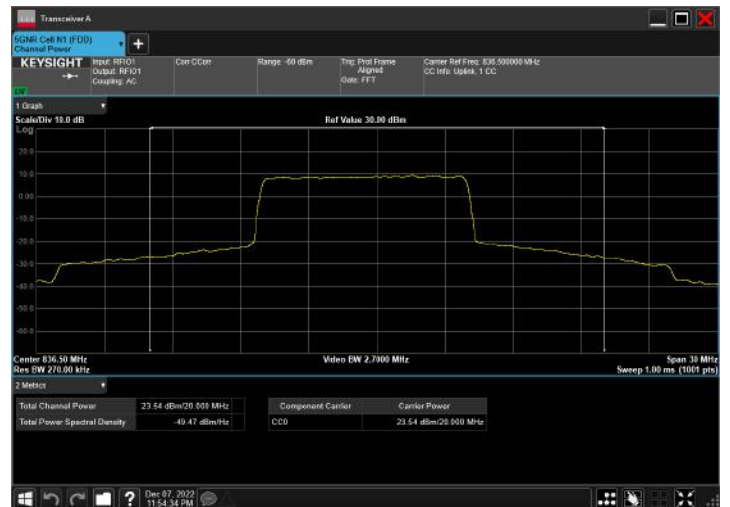 Transceiver A
5GNR Cell N1 (FDD)
Channel Power
KEYSIGHT
Input: RFIO1
Output: RFIO1
Coupling: AC
Corr CCorr
Range: -60 dBm
Trig: Prot Frame
Aligned
Gate: FFT
Carrier Ref Freq: 836.500000 MHz
CC Info: Uplink, 1 CC
1 Graph
Scale/Div 10.0 dB
Ref Value 30.00 dBm
Log
20.0
10.0
0.00
-10.0
-20.0
-30.0
-40.0
-50.0
-60.0
Center 836.50 MHz
Video BW 2.7000 MHz
Span 30 MHz
Res BW 270.00 kHz
Sweep 1.00 ms (1001 pts)
2 Metrics
Total Channel Power 23.54 dBm/20.000 MHz
Total Power Spectral Density -49.47 dBm/Hz
Component Carrier Carrier Power
CC0 23.54 dBm/20.000 MHz
Dec 07, 2022
11:54:34 PM